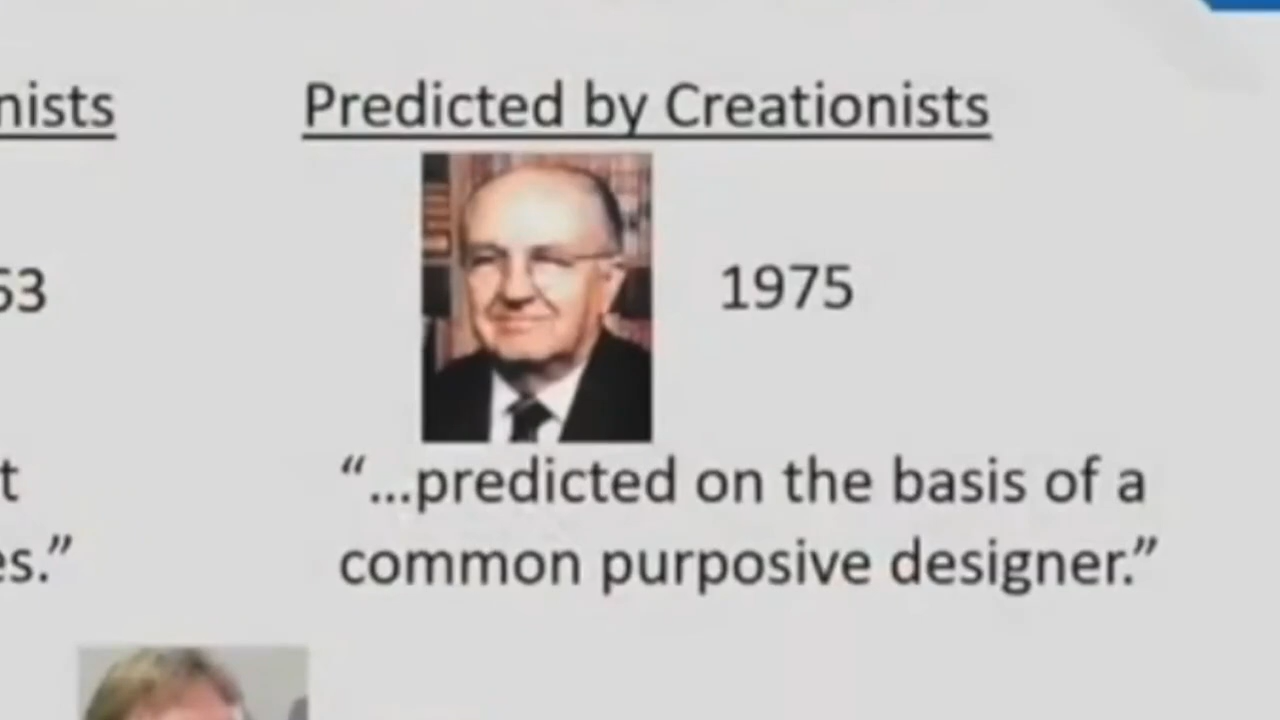 nists
Predicted by Creationists
53
1975
t
"…predicted on the basis of a
es."
common purposive designer."